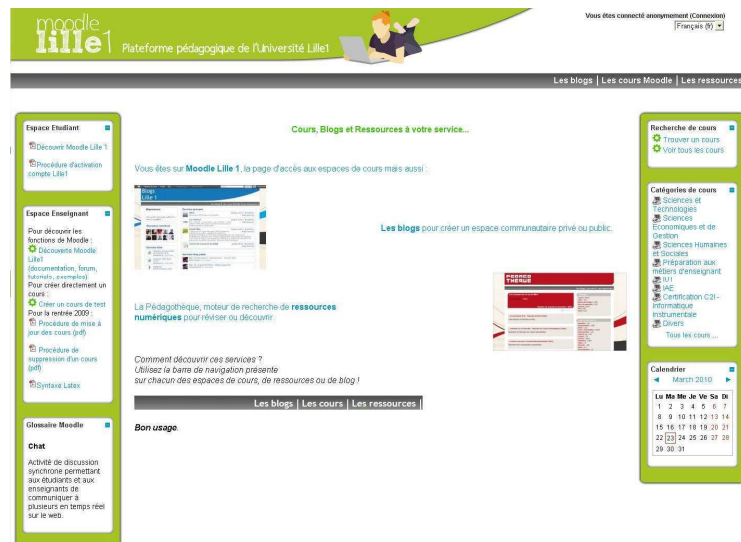 moodle
lille1
Plateforme pédagogique de l'Université Lille1
Vous êtes connecté anonymement (Connexion)
Français (fr)
Les blogs | Les cours Moodle | Les ressources
Espace Etudiant
Découvrir Moodle Lille 1
Procédure d'activation
compte Lille1
Espace Enseignant
Pour découvrir les
fonctions de Moodle :
Découverte Moodle
Lille1
(documentation, forum,
tutoriels, exemples)
Pour créer directement un
cours :
Créer un cours de test
Pour la rentrée 2009 :
Procédure de mise à
jour des cours (pdf)
Procédure de
suppression d'un cours
(pdf)
Syntaxe Latex
Glossaire Moodle
Chat
Activité de discussion
synchrone permettant
aux étudiants et aux
enseignants de
communiquer à
plusieurs en temps réel
sur le web.
Cours, Blogs et Ressources à votre service...
Vous êtes sur Moodle Lille 1, la page d'accès aux espaces de cours mais aussi :
Blogs
Lille 1
Les blogs pour créer un espace communautaire privé ou public.
La Pédagothèque, moteur de recherche de ressources
numériques pour réviser ou découvrir.
Comment découvrir ces services ?
Utilisez la barre de navigation présente
sur chacun des espaces de cours, de ressources ou de blog !
Les blogs | Les cours | Les ressources |
Bon usage.
Recherche de cours
Trouver un cours
Voir tous les cours
Catégories de cours
Sciences et
Technologies
Sciences
Economiques et de
Gestion
Sciences Humaines
et Sociales
Préparation aux
métiers d'enseignant
IUT
IAE
Certification C2I -
Informatique
Instrumentale
Divers
Tous les cours ...
Calendrier
◄ March 2010 ►
Lu Ma Me Je Ve Sa Di
1 2 3 4 5 6 7
8 9 10 11 12 13 14
15 16 17 18 19 20 21
22 23 24 25 26 27 28
29 30 31